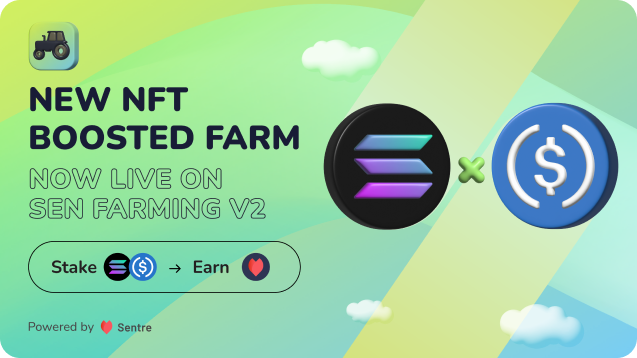 NEW NFT
BOOSTED FARM
NOW LIVE ON
SEN FARMING V2
Stake → Earn
Powered by Sentre